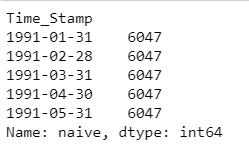 Time_Stamp
1991-01-31    6047
1991-02-28    6047
1991-03-31    6047
1991-04-30    6047
1991-05-31    6047
Name: naive, dtype: int64